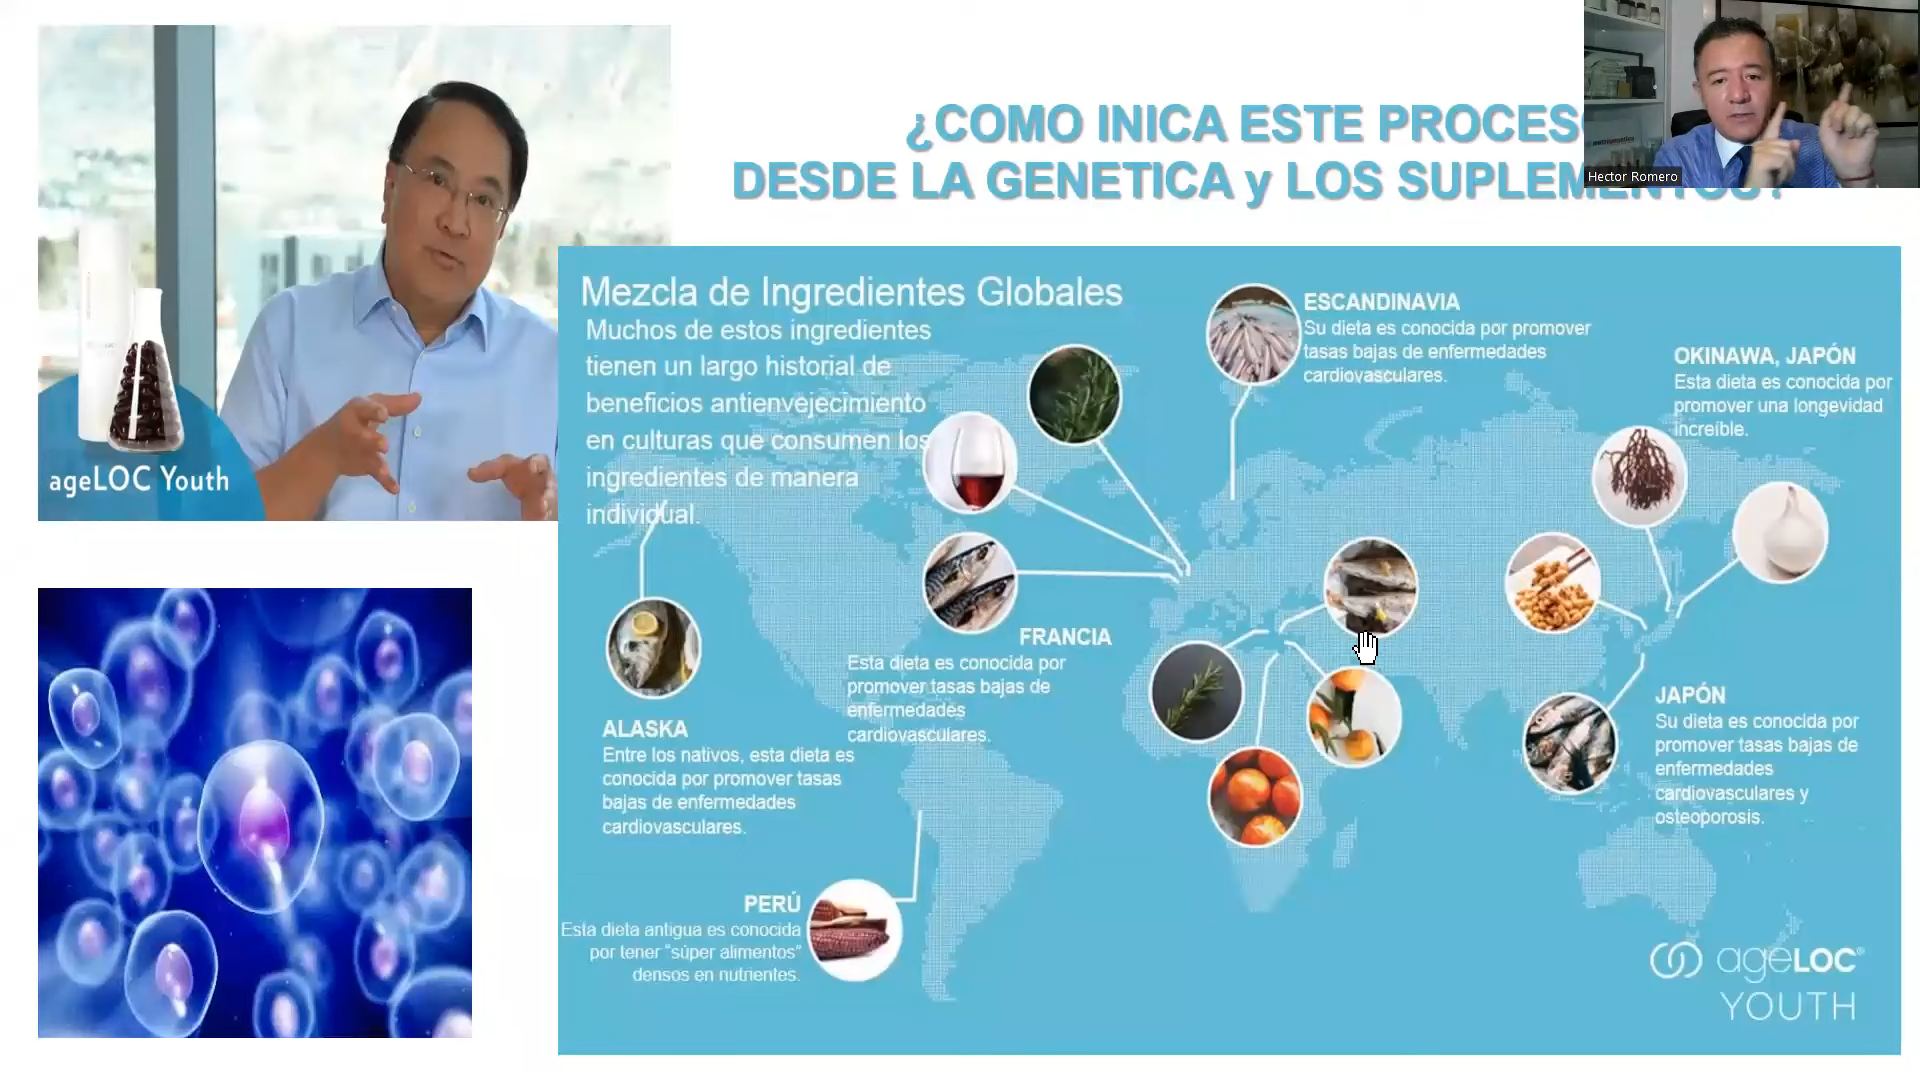 ¿COMO INICA ESTE PROCES
DESDE LA GENETICA y LOS
Hector Romero
ageLOC Youth
Mezcla de Ingredientes Globales
Muchos de estos ingredientes
tienen un largo historial de
beneficios antienvejecimiento
en culturas que consumen los
ingredientes de manera
individual.
ESCANDINAVIA
Su dieta es conocida por promover
tasas bajas de enfermedades
cardiovasculares.
OKINAWA, JAPÓN
Esta dieta es conocida por
promover una longevidad
increíble.
FRANCIA
Esta dieta es conocida por
promover tasas bajas de
enfermedades
cardiovasculares.
ALASKA
Entre los nativos, esta dieta es
conocida por promover tasas
bajas de enfermedades
cardiovasculares.
JAPÓN
Su dieta es conocida por
promover tasas bajas de
enfermedades
cardiovasculares y
osteoporosis.
PERÚ
Esta dieta antigua es conocida
por tener "súper alimentos"
densos en nutrientes.
ageLOC®
YOUTH